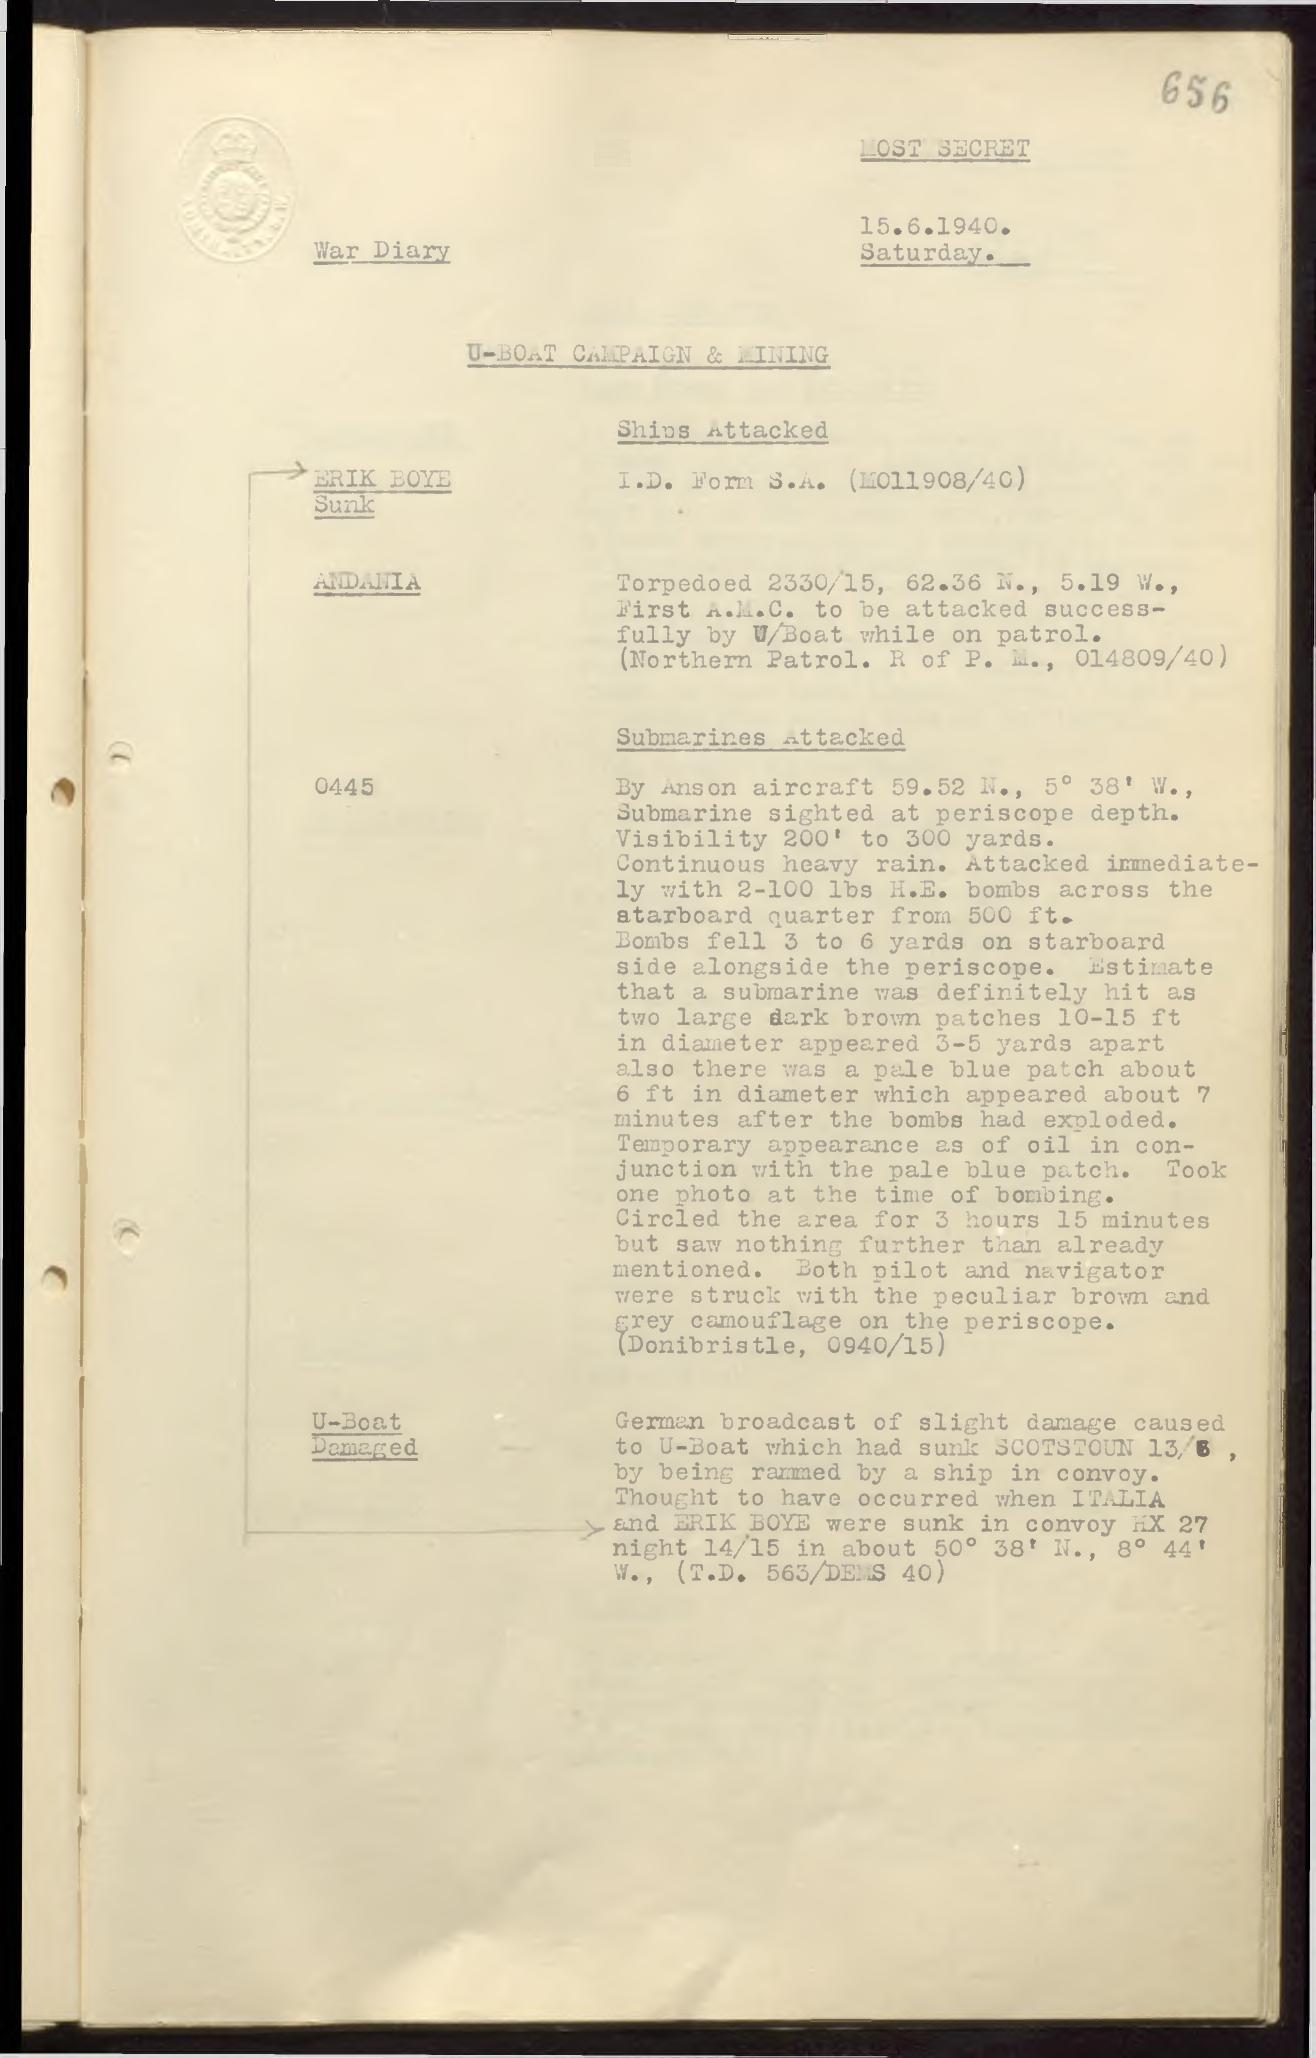 656
MOST SECRET
15.6.1940.
Saturday.
War Diary
U-BOAT CAMPAIGN & MINING
Ships Attacked
ERIK BOYE
Sunk
I.D. Form S.A. (M011908/40)
ANDANIA
Torpedoed 2330/15, 62.36 N., 5.19 W.,
First A.M.C. to be attacked success-
fully by U/Boat while on patrol.
(Northern Patrol. R of P. M., 014809/40)
Submarines Attacked
0445
By Anson aircraft 59.52 N., 5° 38' W.,
Submarine sighted at periscope depth.
Visibility 200' to 300 yards.
Continuous heavy rain. Attacked immediate-
ly with 2-100 lbs H.E. bombs across the
starboard quarter from 500 ft.
Bombs fell 3 to 6 yards on starboard
side alongside the periscope. Estimate
that a submarine was definitely hit as
two large dark brown patches 10-15 ft
in diameter appeared 3-5 yards apart
also there was a pale blue patch about
6 ft in diameter which appeared about 7
minutes after the bombs had exploded.
Temporary appearance as of oil in con-
junction with the pale blue patch. Took
one photo at the time of bombing.
Circled the area for 3 hours 15 minutes
but saw nothing further than already
mentioned. Both pilot and navigator
were struck with the peculiar brown and
grey camouflage on the periscope.
(Donibristle, 0940/15)
U-Boat
Damaged
German broadcast of slight damage caused
to U-Boat which had sunk SCOTSTOUN 13/6 ,
by being rammed by a ship in convoy.
Thought to have occurred when ITALIA
and ERIK BOYE were sunk in convoy HX 27
night 14/15 in about 50° 38' N., 8° 44'
W., (T.D. 563/DEMS 40)